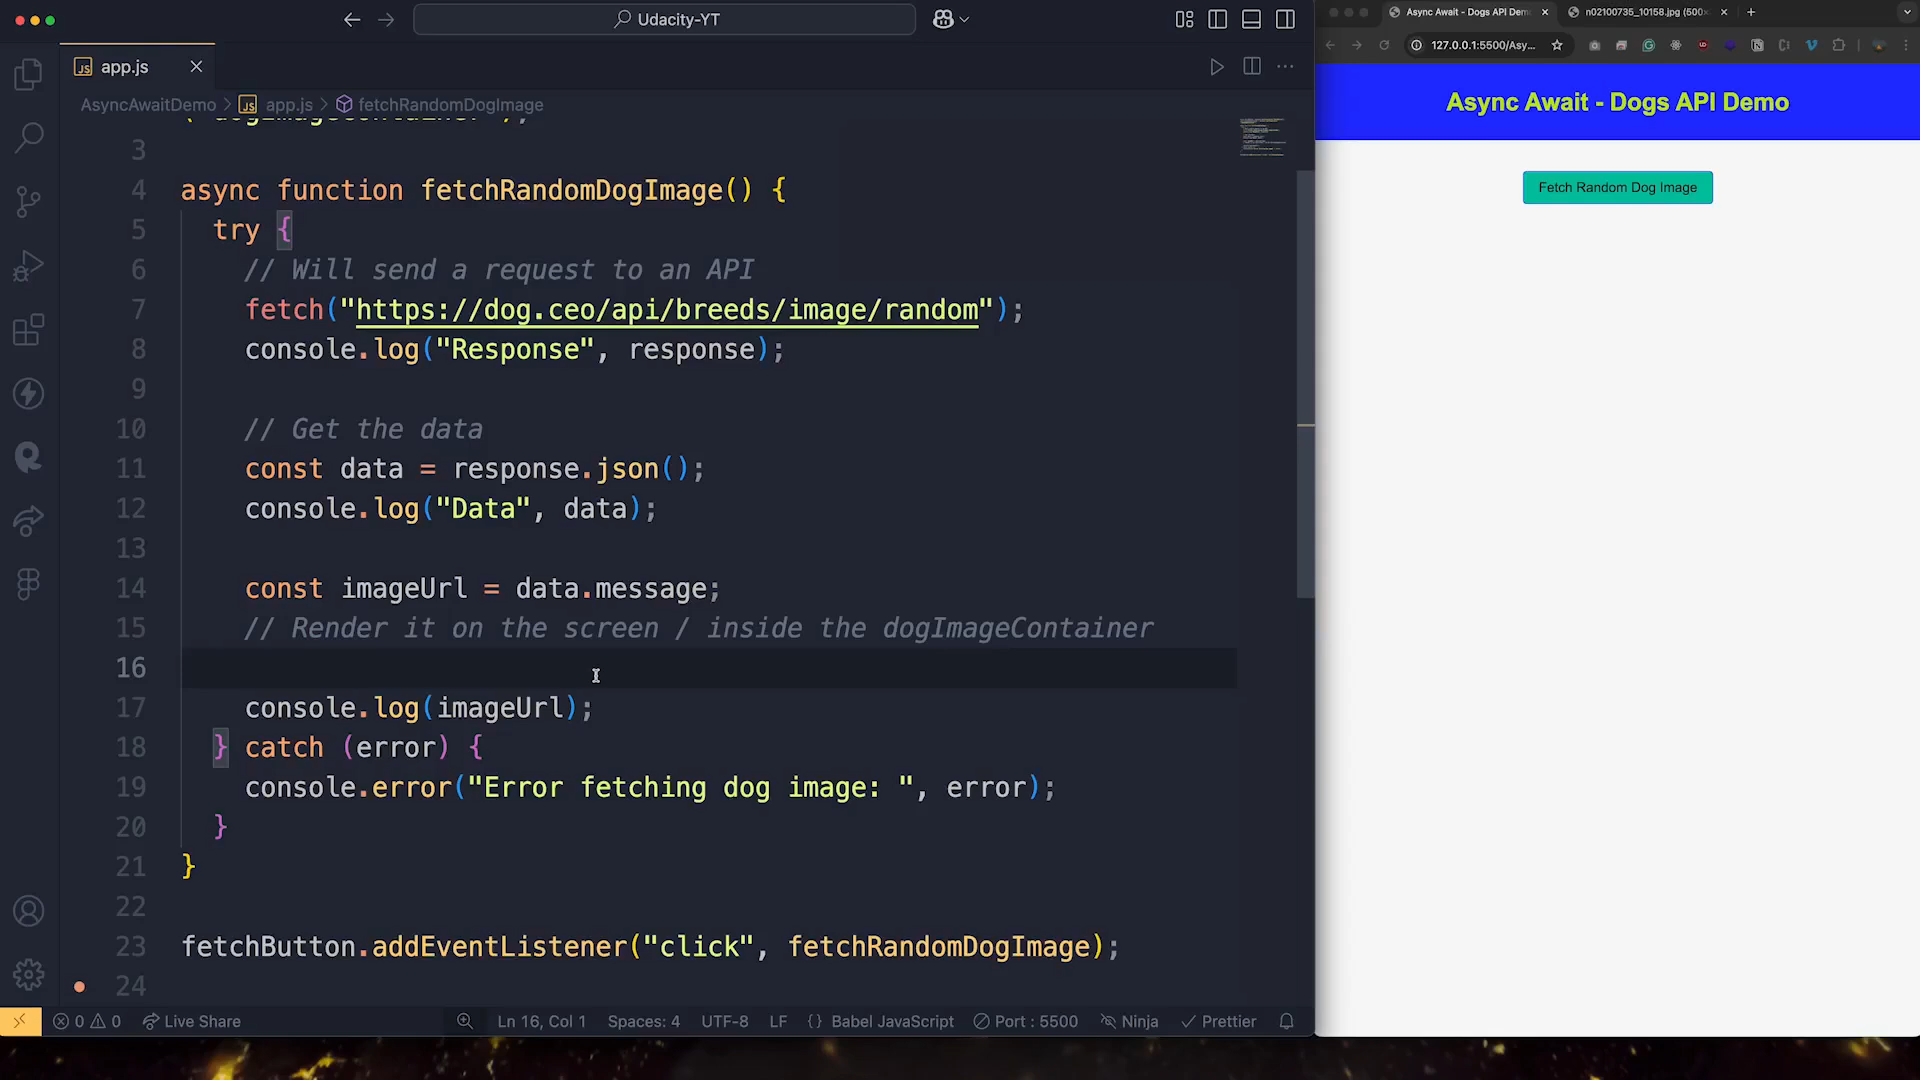 Udacity-YT
app.js
AsyncAwaitDemo > app.js > fetchRandomDogImage
("dogImageContainer");
3
4 async function fetchRandomDogImage() {
5 try {
6 // Will send a request to an API
7 fetch("https://dog.ceo/api/breeds/image/random");
8 console.log("Response", response);
9
10 // Get the data
11 const data = response.json();
12 console.log("Data", data);
13
14 const imageUrl = data.message;
15 // Render it on the screen / inside the dogImageContainer
16
17 console.log(imageUrl);
18 } catch (error) {
19 console.error("Error fetching dog image: ", error);
20 }
21 }
22
23 fetchButton.addEventListener("click", fetchRandomDogImage);
24
0 0 Live Share Ln 16, Col 1 Spaces: 4 UTF-8 LF {} Babel JavaScript Port : 5500 Ninja Prettier
Async Await - Dogs API Dem
n02100735_10158.jpg (500×
127.0.0.1:5500/Asy...
Async Await - Dogs API Demo
Fetch Random Dog Image